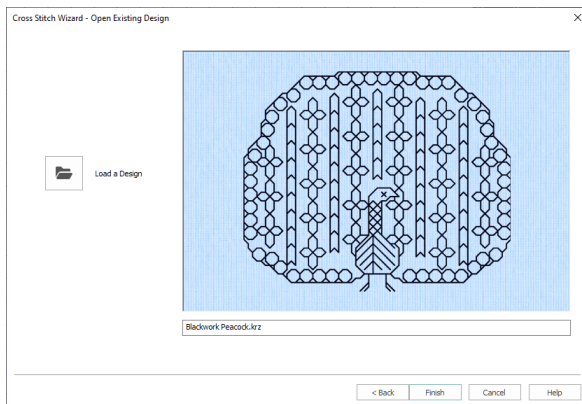 Cross Stitch Wizard - Open Existing Design
Load a Design
Blackwork Peacock.krz
< Back
Finish
Cancel
Help